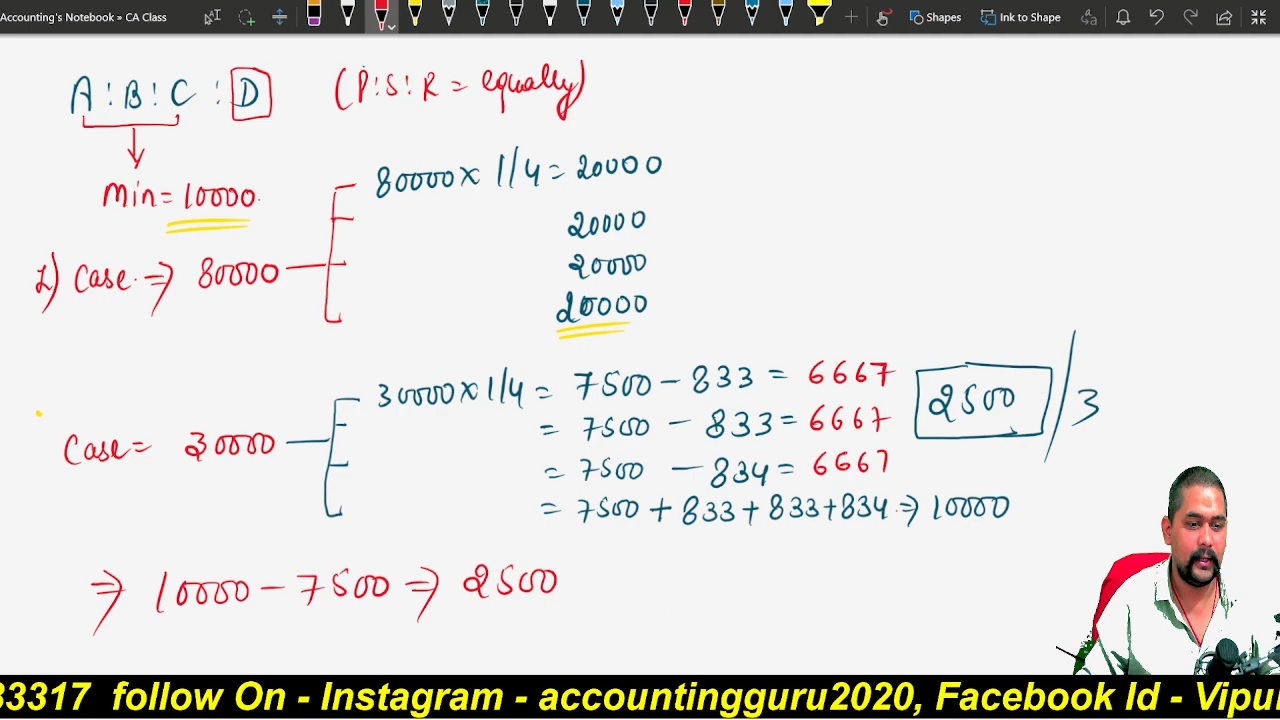 Accounting's Notebook » CA Class
Shapes
Ink to Shape
A : B : C : D (P:S:R = equally)
Min = 10000
80000 x 1/4 = 20000
20000
20000
20000
2) Case. => 80000
30000 x 1/4 = 7500 - 833 = 6667
= 7500 - 833 = 6667
= 7500 - 834 = 6667
= 7500 + 833 + 833 + 834 => 10000
2500 / 3
Case = 30000
=> 10000 - 7500 => 2500
33317 follow On - Instagram - accountingguru2020, Facebook Id - Vipu